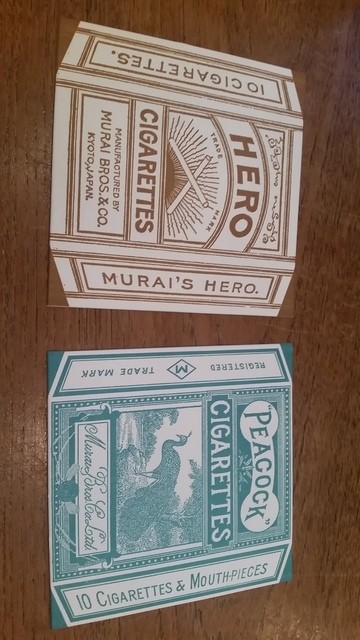 10 CIGARETTES.
HERO
TRADE MARK
CIGARETTES
MANUFACTURED BY
MURAI BROS. & CO.
KYOTO, JAPAN.
MURAI'S HERO.
REGISTERED M TRADE MARK
"PEACOCK"
CIGARETTES
Murai Bros Co. Ltd
10 CIGARETTES & MOUTH-PIECES